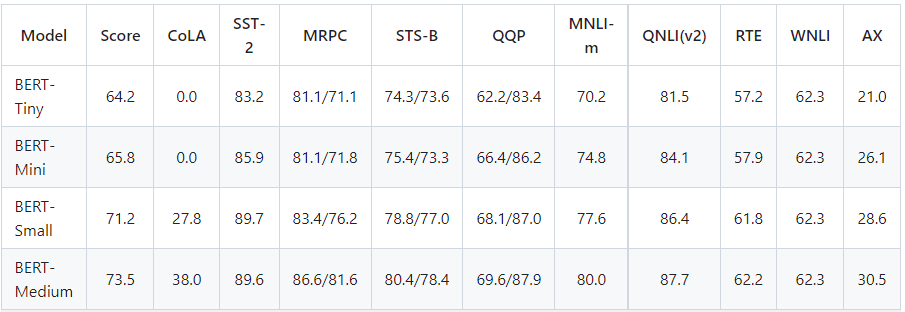 Model Score CoLA SST-2 MRPC STS-B QQP MNLI-m QNLI(v2) RTE WNLI AX
BERT-Tiny 64.2 0.0 83.2 81.1/71.1 74.3/73.6 62.2/83.4 70.2 81.5 57.2 62.3 21.0
BERT-Mini 65.8 0.0 85.9 81.1/71.8 75.4/73.3 66.4/86.2 74.8 84.1 57.9 62.3 26.1
BERT-Small 71.2 27.8 89.7 83.4/76.2 78.8/77.0 68.1/87.0 77.6 86.4 61.8 62.3 28.6
BERT-Medium 73.5 38.0 89.6 86.6/81.6 80.4/78.4 69.6/87.9 80.0 87.7 62.2 62.3 30.5